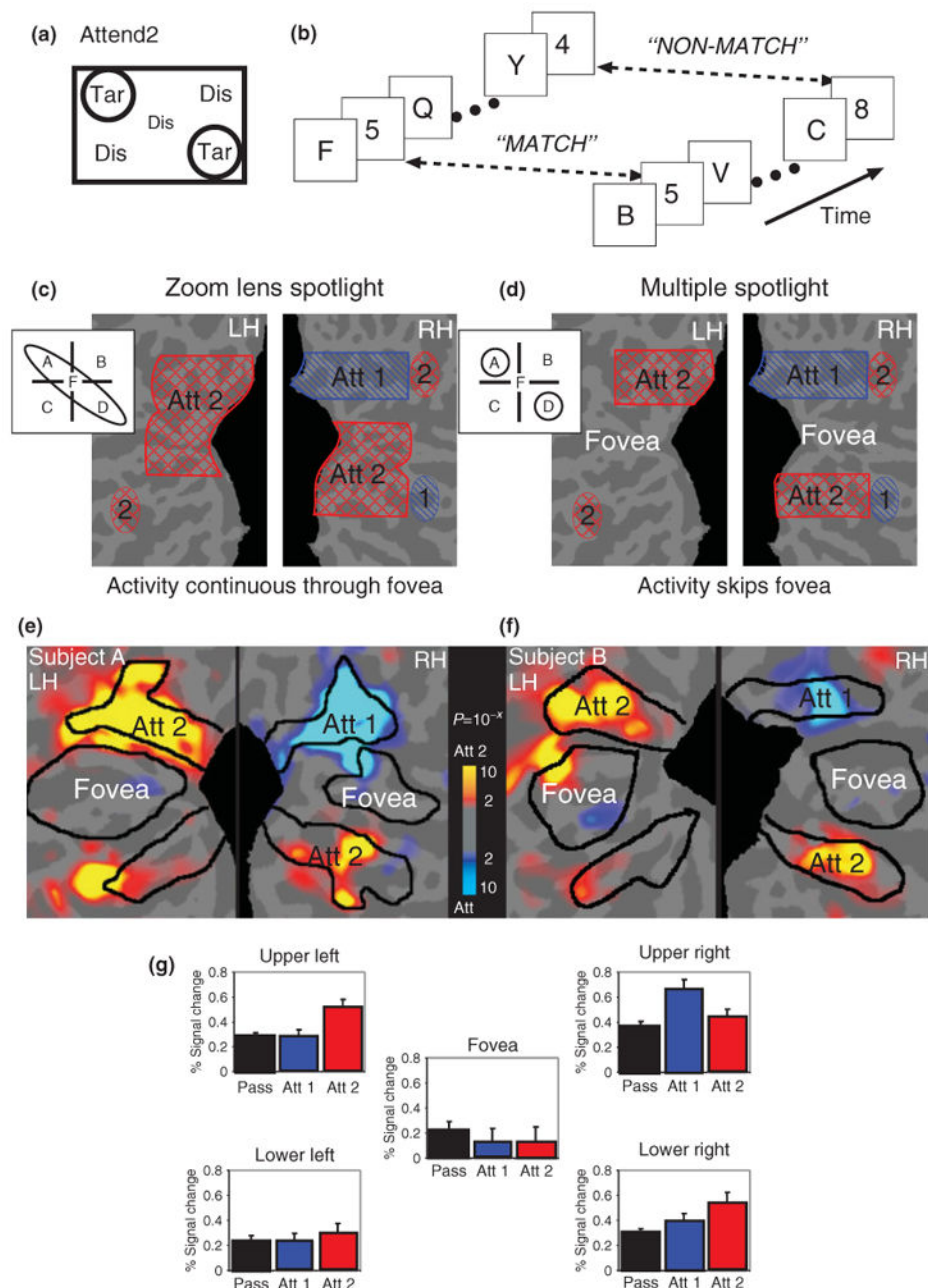 (a) Attend2
Tar Dis
Dis
Dis Tar
(b)
F 5 Q Y 4
"NON-MATCH"
"MATCH"
C 8
B 5 V
Time
(c) Zoom lens spotlight
LH RH
A B
F
C D
Att 2 Att 1 2
Att 2
2 1
Activity continuous through fovea
(d) Multiple spotlight
LH RH
A B
F
C D
Att 2 Att 1 2
Fovea Fovea
Att 2
2 1
Activity skips fovea
(e)
Subject A
LH RH
Att 2 Att 1
Fovea Fovea
Att 2
P=10⁻ˣ
Att 2
10
2
2
10
Att
(f)
Subject B
LH RH
Att 2 Att 1
Fovea Fovea
Att 2
(g)
Upper left
% Signal change
0.8
0.6
0.4
0.2
0
Pass Att 1 Att 2
Upper right
% Signal change
0.8
0.6
0.4
0.2
0
Pass Att 1 Att 2
Fovea
% Signal change
0.8
0.6
0.4
0.2
0
Pass Att 1 Att 2
Lower left
% Signal change
0.8
0.6
0.4
0.2
0
Pass Att 1 Att 2
Lower right
% Signal change
0.8
0.6
0.4
0.2
0
Pass Att 1 Att 2